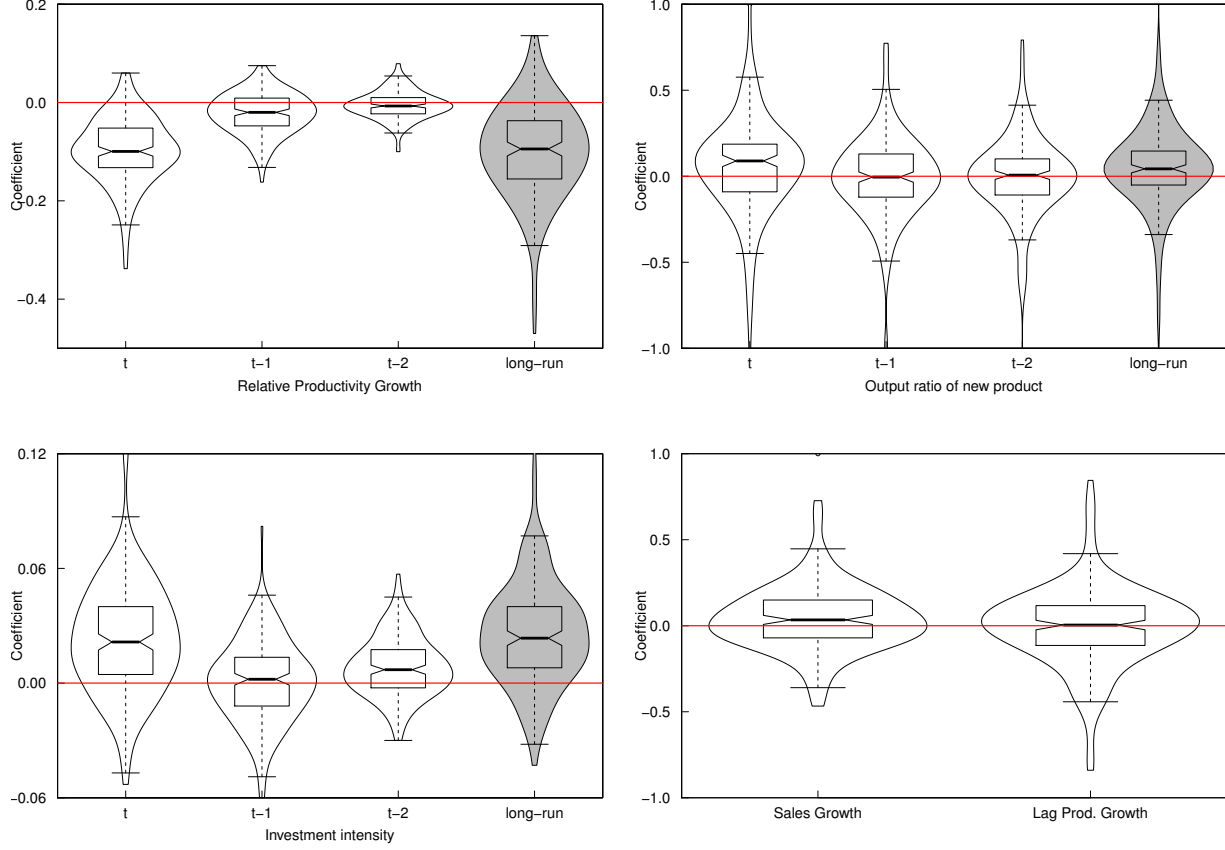 0.2
0.0
−0.2
−0.4
Coefficient
t t−1 t−2 long−run
Relative Productivity Growth
1.0
0.5
0.0
−0.5
−1.0
Coefficient
t t−1 t−2 long−run
Output ratio of new product
0.12
0.06
0.00
−0.06
Coefficient
t t−1 t−2 long−run
Investment intensity
1.0
0.5
0.0
−0.5
−1.0
Coefficient
Sales Growth Lag Prod. Growth